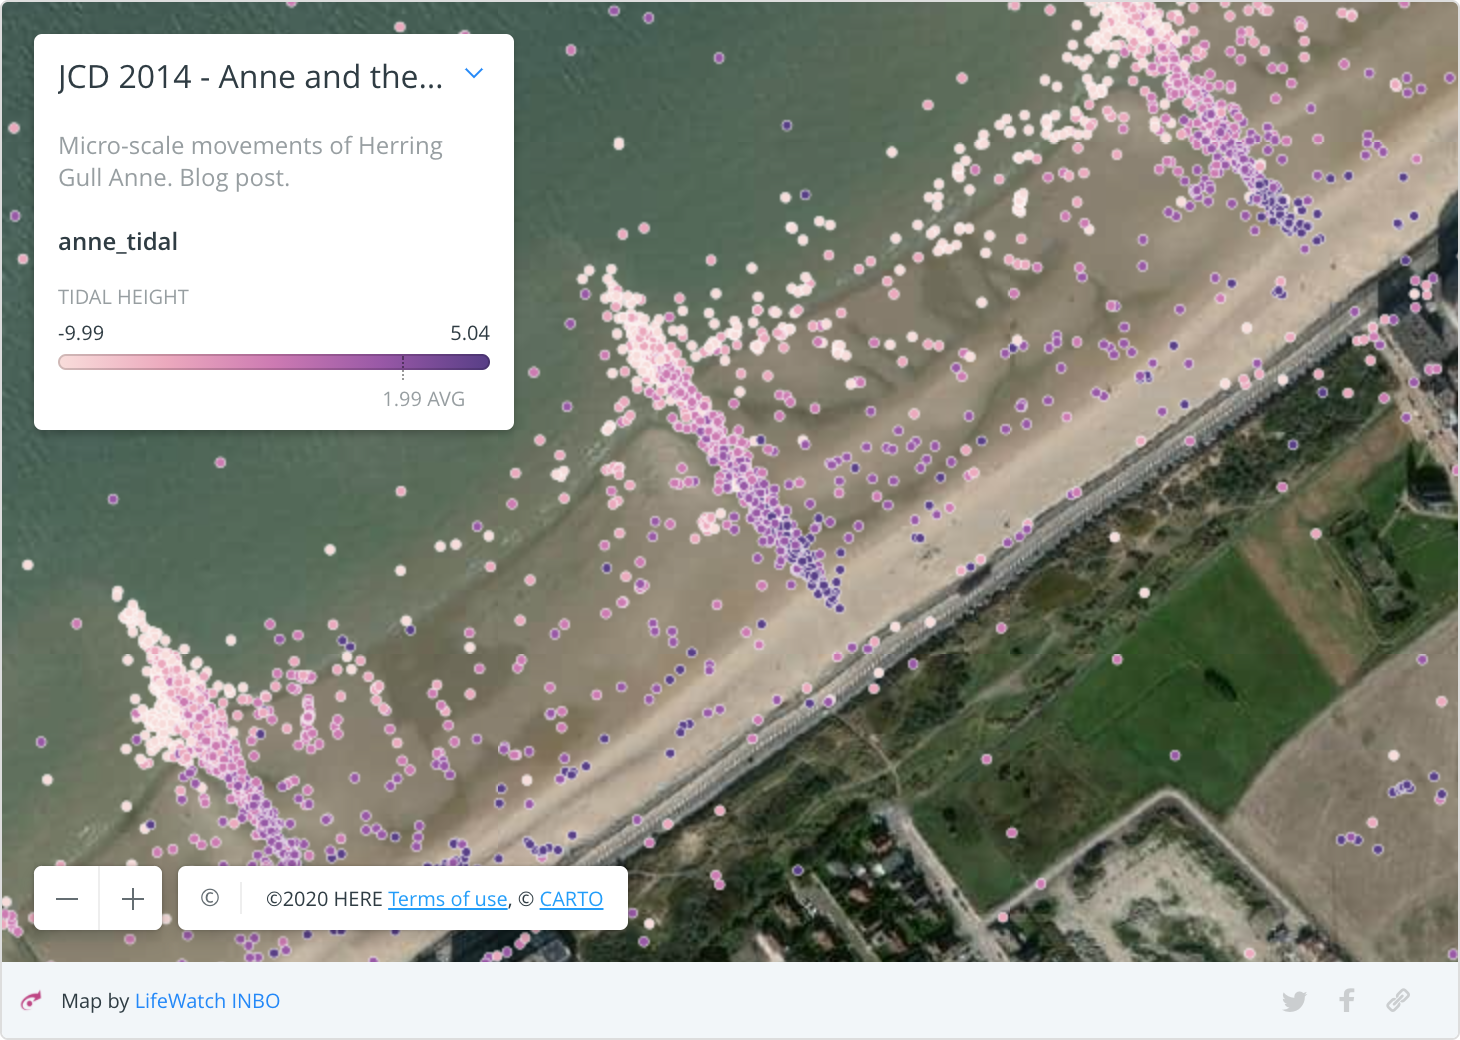 JCD 2014 - Anne and the...
Micro-scale movements of Herring
Gull Anne. Blog post.
anne_tidal
TIDAL HEIGHT
-9.99 5.04
1.99 AVG
© ©2020 HERE Terms of use, © CARTO
Map by LifeWatch INBO